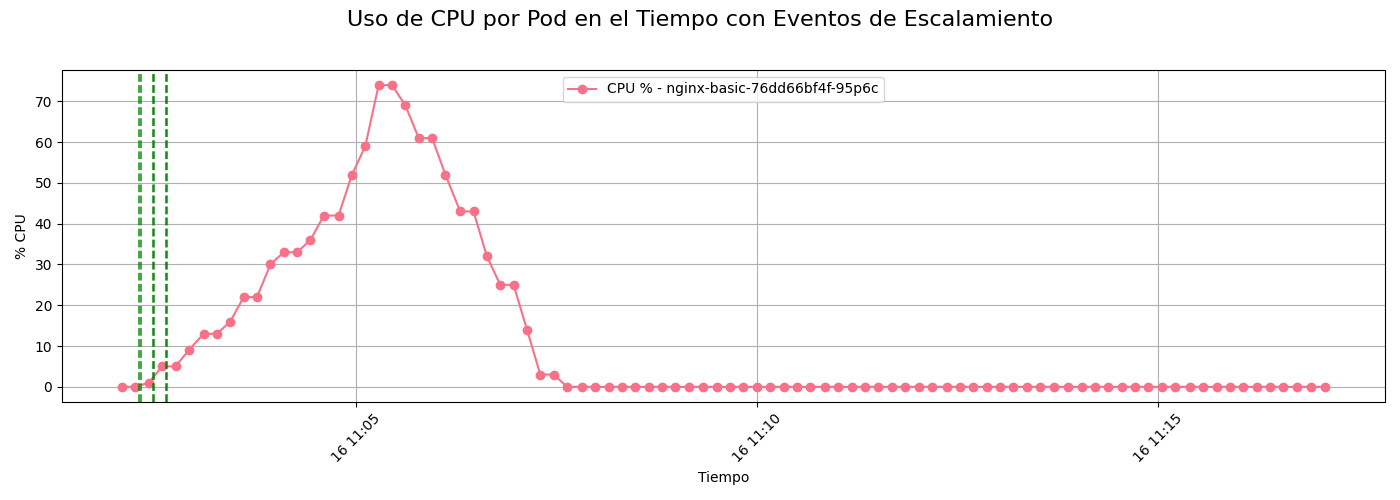 Uso de CPU por Pod en el Tiempo con Eventos de Escalamiento
CPU % - nginx-basic-76dd66bf4f-95p6c
% CPU
70
60
50
40
30
20
10
0
16 11:05
16 11:10
16 11:15
Tiempo